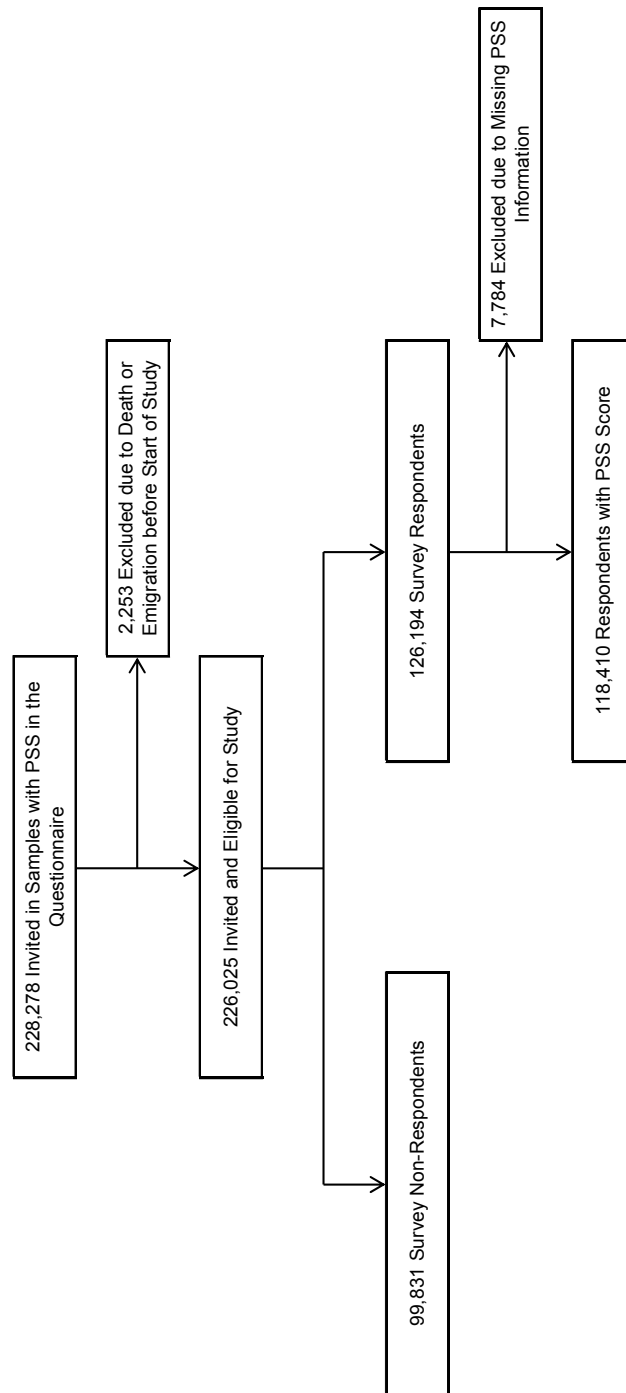 228,278 Invited in Samples with PSS in the
Questionnaire
2,253 Excluded due to Death or
Emigration before Start of Study
226,025 Invited and Eligible for Study
99,831 Survey Non-Respondents
126,194 Survey Respondents
7,784 Excluded due to Missing PSS
Information
118,410 Respondents with PSS Score